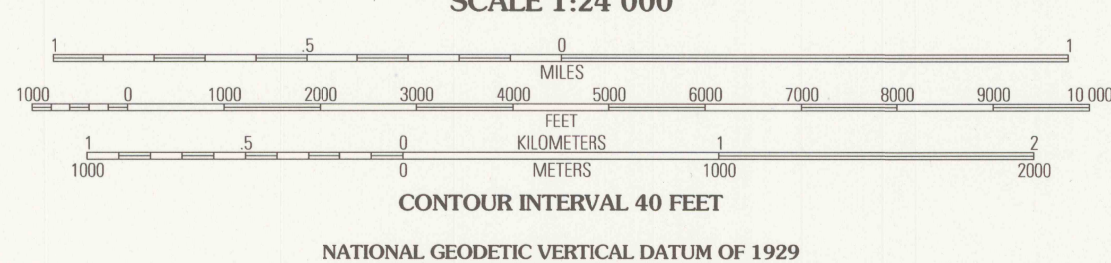 SCALE 1:24 000
1 .5 0 1
MILES
1000 0 1000 2000 3000 4000 5000 6000 7000 8000 9000 10 000
FEET
1 .5 0 KILOMETERS 1 2
1000 0 METERS 1000 2000
CONTOUR INTERVAL 40 FEET
NATIONAL GEODETIC VERTICAL DATUM OF 1929